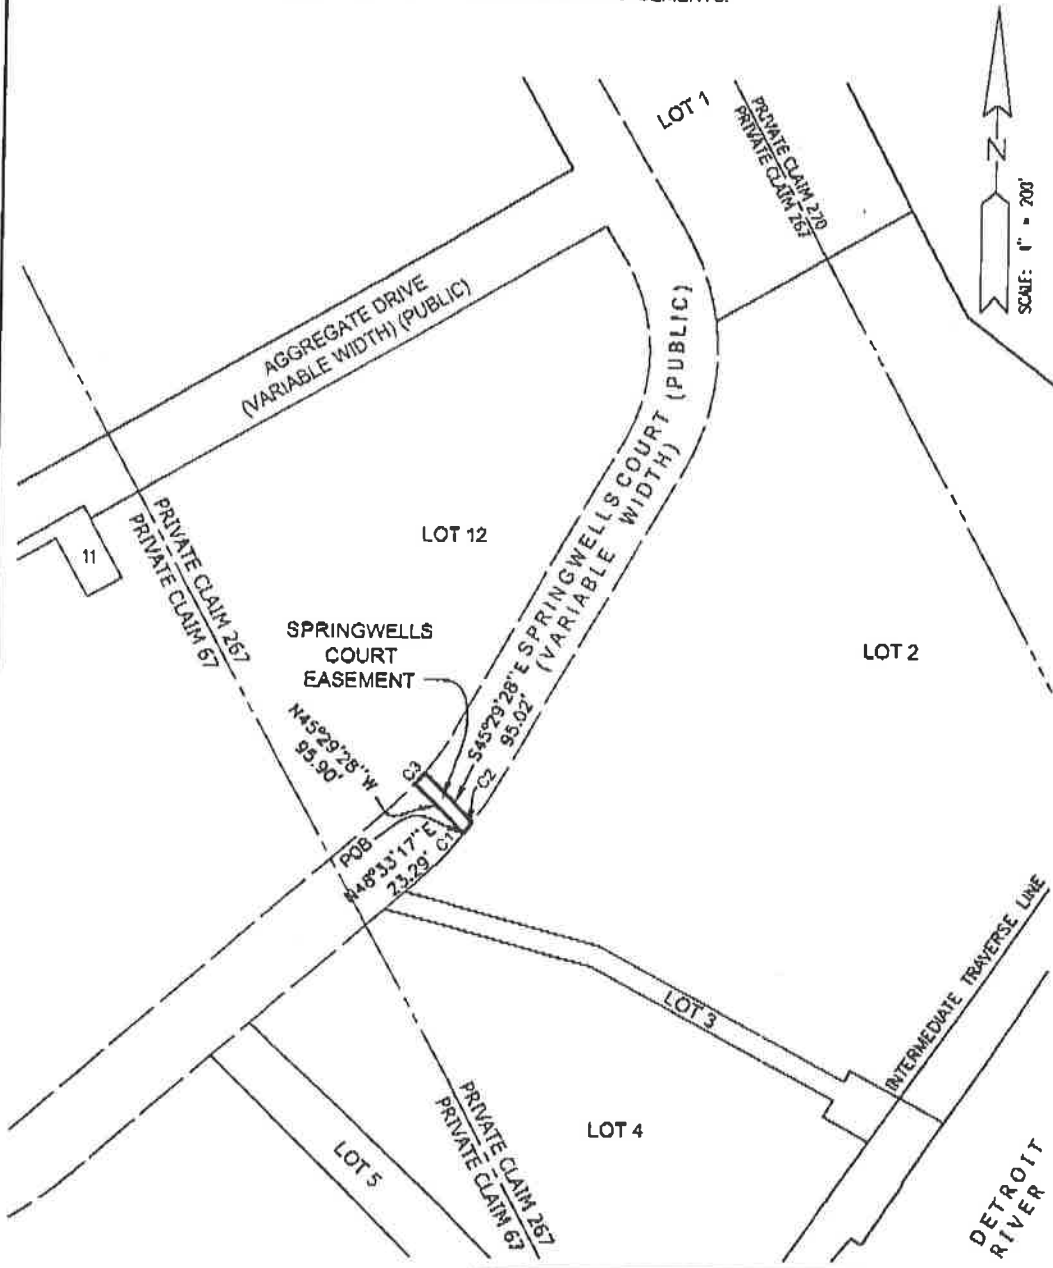 LOT 1
PRIVATE CLAIM 270
PRIVATE CLAIM 267
N
SCALE: 1" = 200'
AGGREGATE DRIVE
(VARIABLE WIDTH) (PUBLIC)
SPRINGWELLS COURT (PUBLIC)
(VARIABLE WIDTH)
11
PRIVATE CLAIM 267
PRIVATE CLAIM 67
LOT 12
LOT 2
SPRINGWELLS
COURT
EASEMENT
N45°29'28"W
95.90'
S45°29'28"E
95.02'
C3
C2
C1
POB
N48°33'17"E
23.29'
LOT 3
INTERMEDIATE TRAVERSE LINE
LOT 4
LOT 5
PRIVATE CLAIM 267
PRIVATE CLAIM 67
DETROIT
RIVER